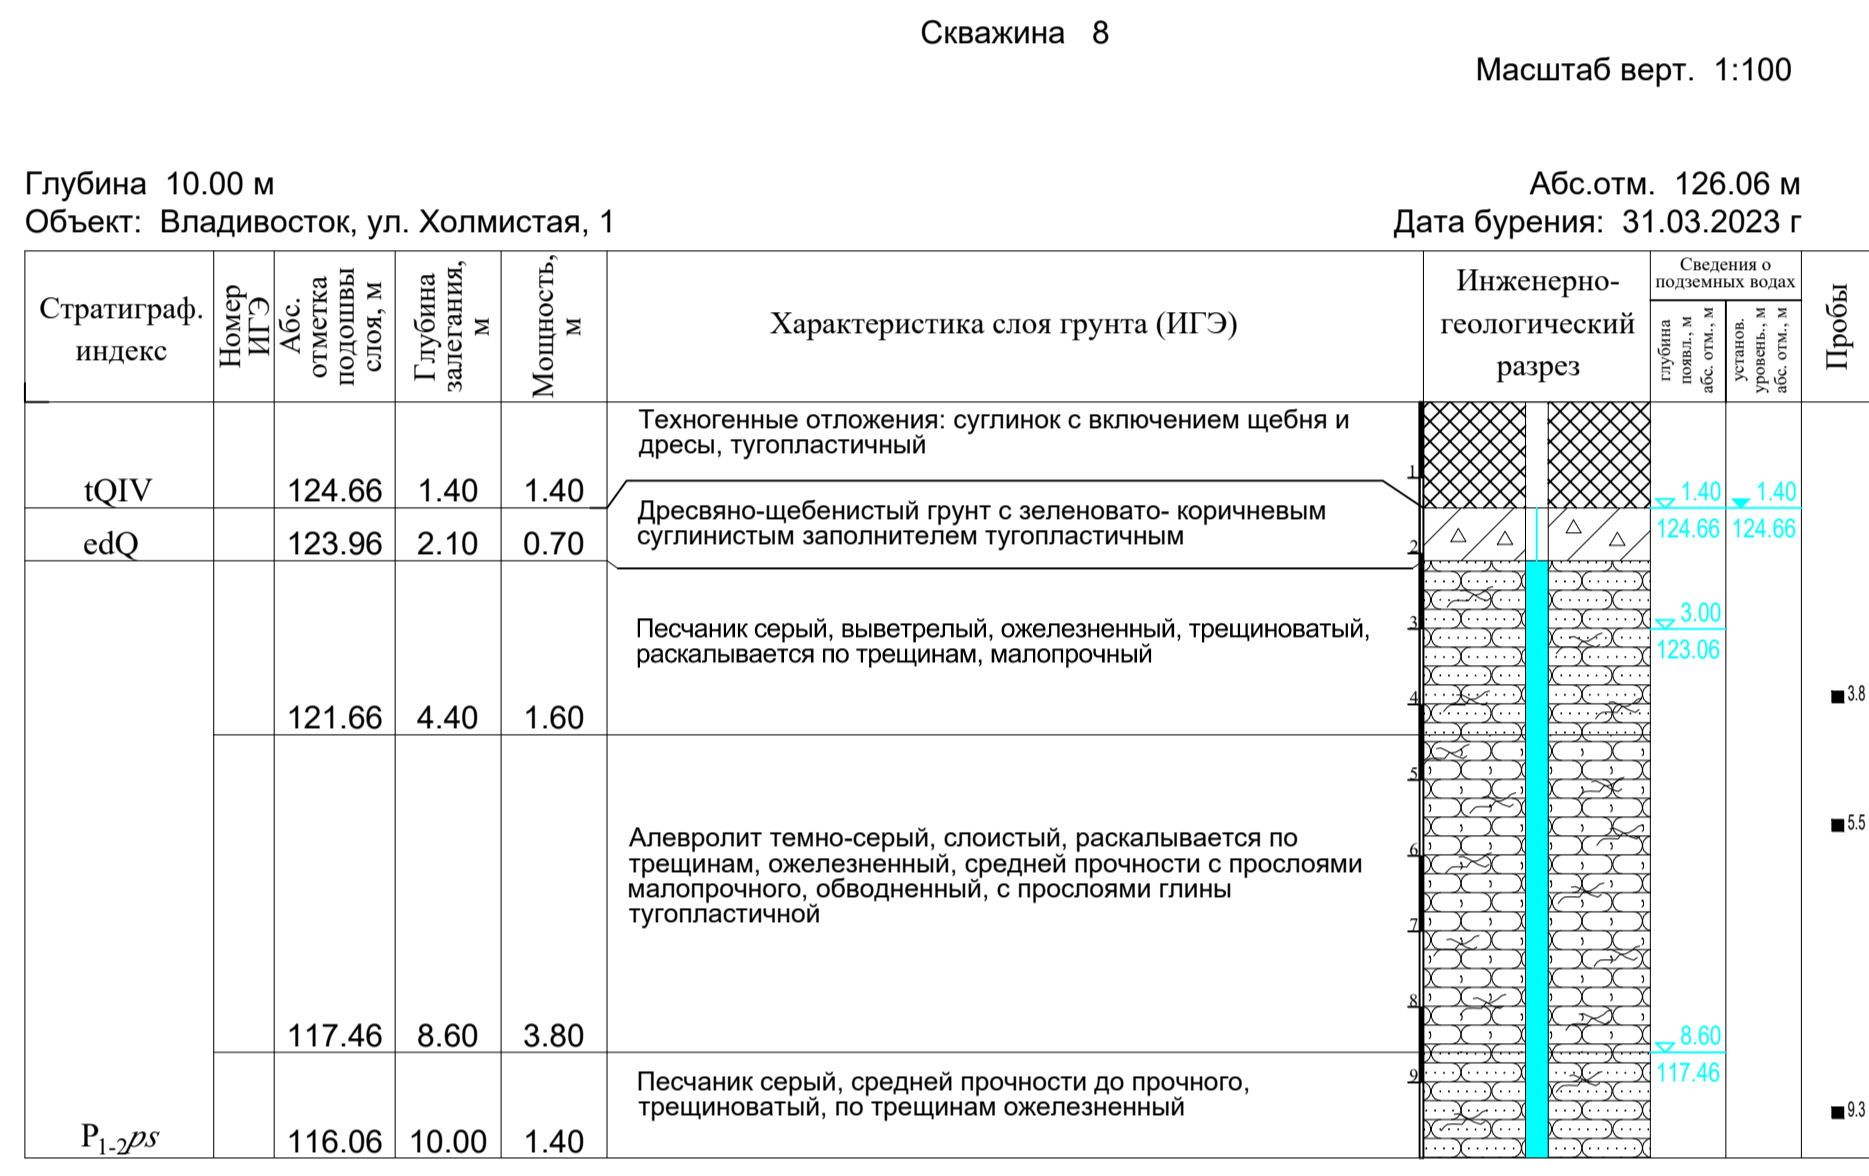 Скважина 8
Масштаб верт. 1:100
Глубина 10.00 м
Абс.отм. 126.06 м
Объект: Владивосток, ул. Холмистая, 1
Дата бурения: 31.03.2023 г
Стратиграф.
индекс
Номер
ИГЭ
Абс.
отметка
подошвы
слоя, м
Глубина
залегания,
м
Мощность,
м
Характеристика слоя грунта (ИГЭ)
Инженерно-
геологический
разрез
Сведения о
подземных водах
глубина
появл., м
абс. отм., м
установ.
уровень., м
абс. отм., м
Пробы
Техногенные отложения: суглинок с включением щебня и
дресы, тугопластичный
1
tQIV 124.66 1.40 1.40
1.40 1.40
124.66 124.66
Дресвяно-щебенистый грунт с зеленовато- коричневым
суглинистым заполнителем тугопластичным
edQ 123.96 2.10 0.70
2
3.00
123.06
Песчаник серый, выветрелый, ожелезненный, трещиноватый,
раскалывается по трещинам, малопрочный
3
4
3.8
121.66 4.40 1.60
5
5.5
Алевролит темно-серый, слоистый, раскалывается по
трещинам, ожелезненный, средней прочности с прослоями
малопрочного, обводненный, с прослоями глины
тугопластичной
6
7
8
117.46 8.60 3.80
8.60
117.46
Песчаник серый, средней прочности до прочного,
трещиноватый, по трещинам ожелезненный
9
9.3
P1-2ps 116.06 10.00 1.40